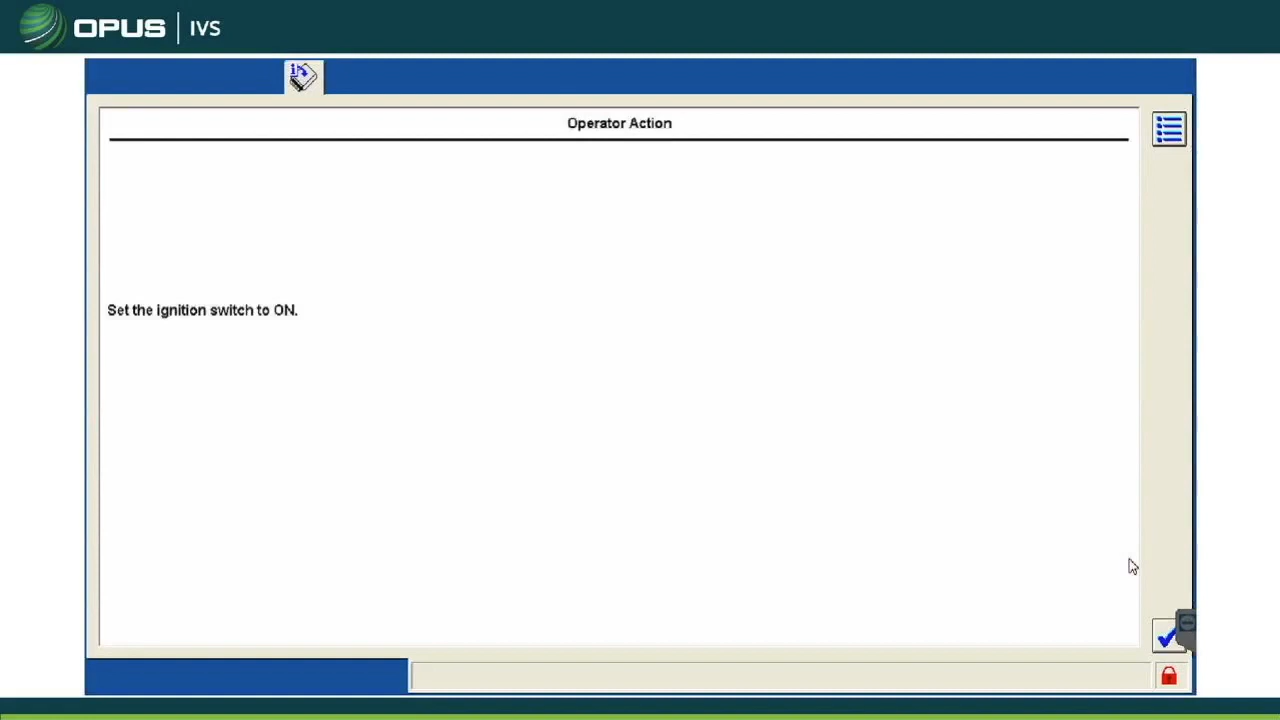 OPUS IVS
Operator Action
Set the ignition switch to ON.